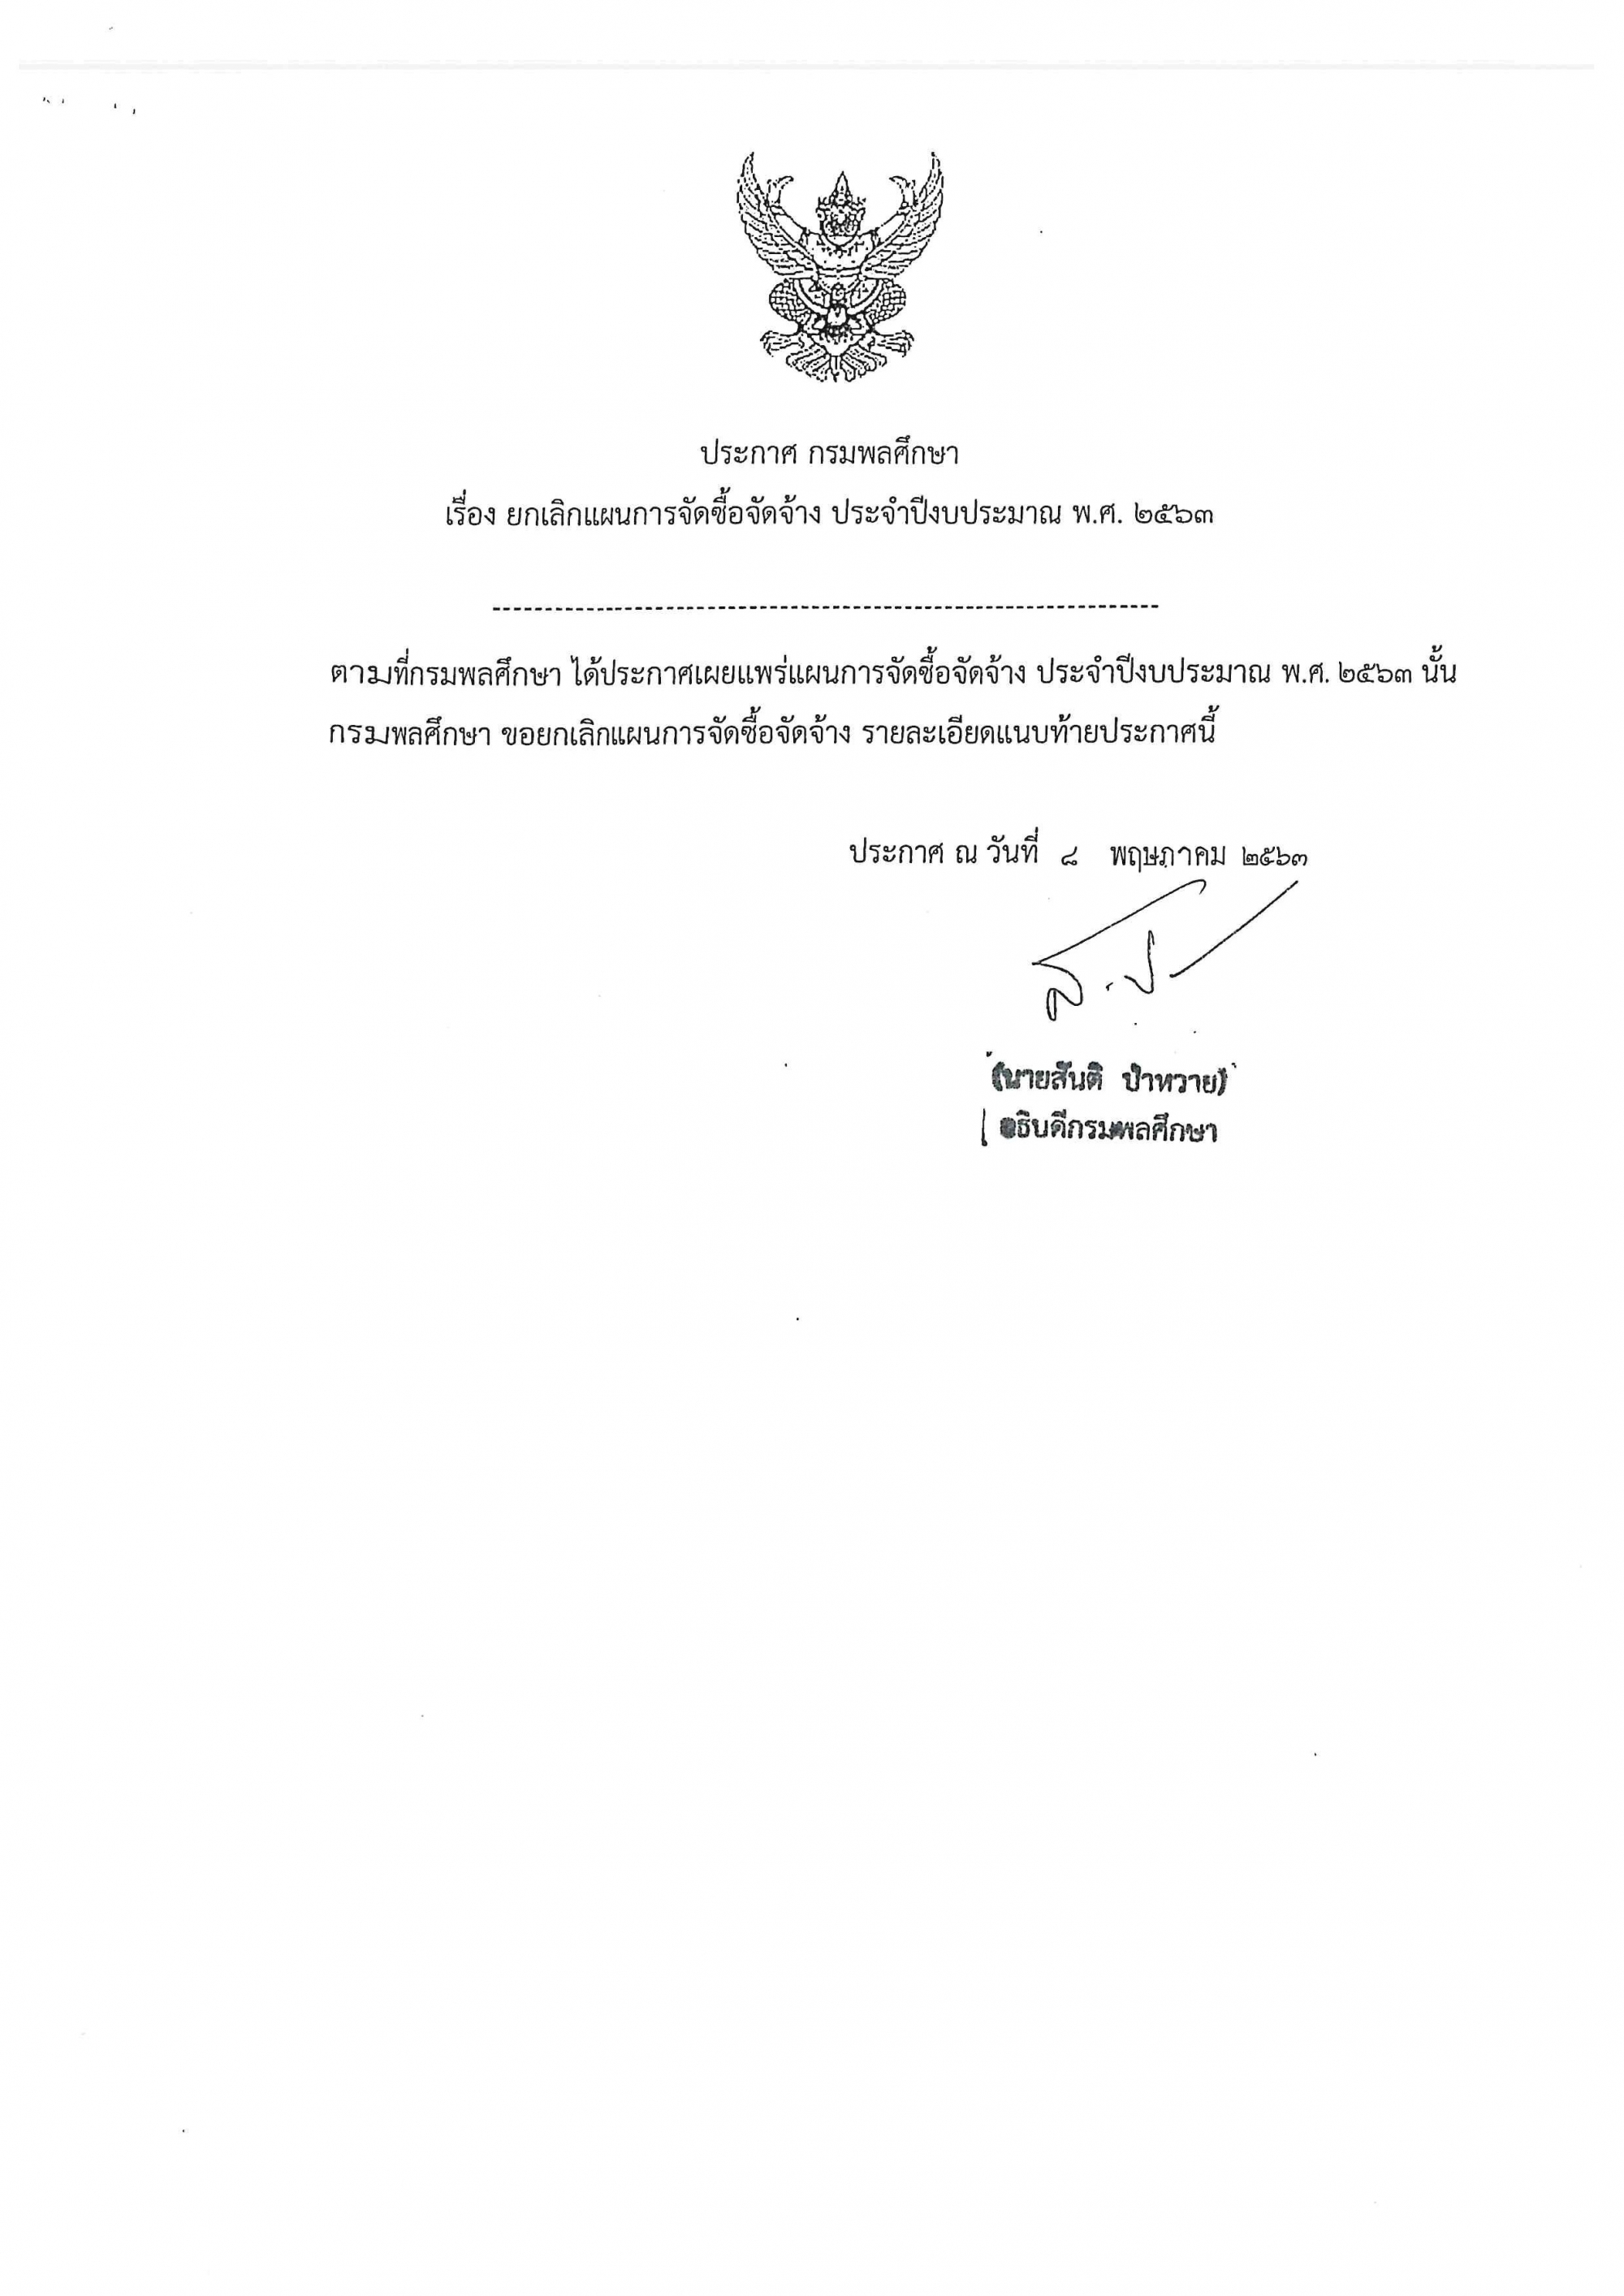 ประกาศ กรมพลศึกษา
เรื่อง ยกเลิกแผนการจัดซื้อจัดจ้าง ประจำปีงบประมาณ พ.ศ. ๒๕๖๓
--------------------------------------------------------------------
ตามที่กรมพลศึกษา ได้ประกาศเผยแพร่แผนการจัดซื้อจัดจ้าง ประจำปีงบประมาณ พ.ศ. ๒๕๖๓ นั้น
กรมพลศึกษา ขอยกเลิกแผนการจัดซื้อจัดจ้าง รายละเอียดแนบท้ายประกาศนี้
ประกาศ ณ วันที่ ๘ พฤษภาคม ๒๕๖๓
(นายสันติ ป่าหวาย)
อธิบดีกรมพลศึกษา